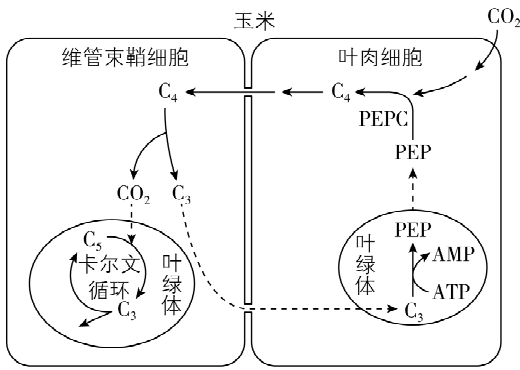 玉米
CO₂
维管束鞘细胞
叶肉细胞
C₄
C₄
PEPC
PEP
CO₂
C₃
C₅
卡尔文
循环
C₃
叶绿体
叶绿体
PEP
AMP
ATP
C₃